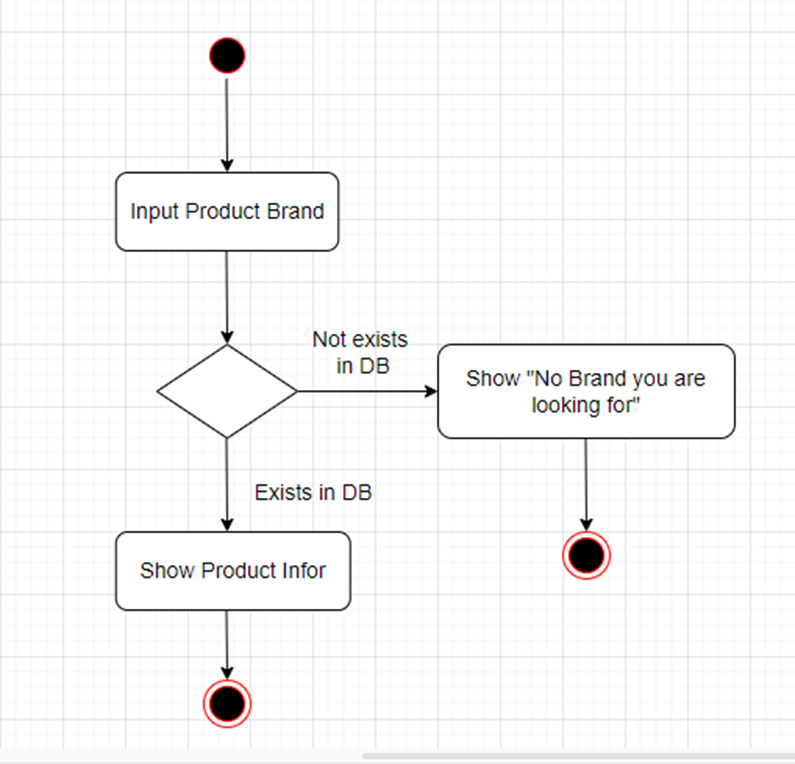 Input Product Brand
Not exists
in DB
Show "No Brand you are
looking for"
Exists in DB
Show Product Infor